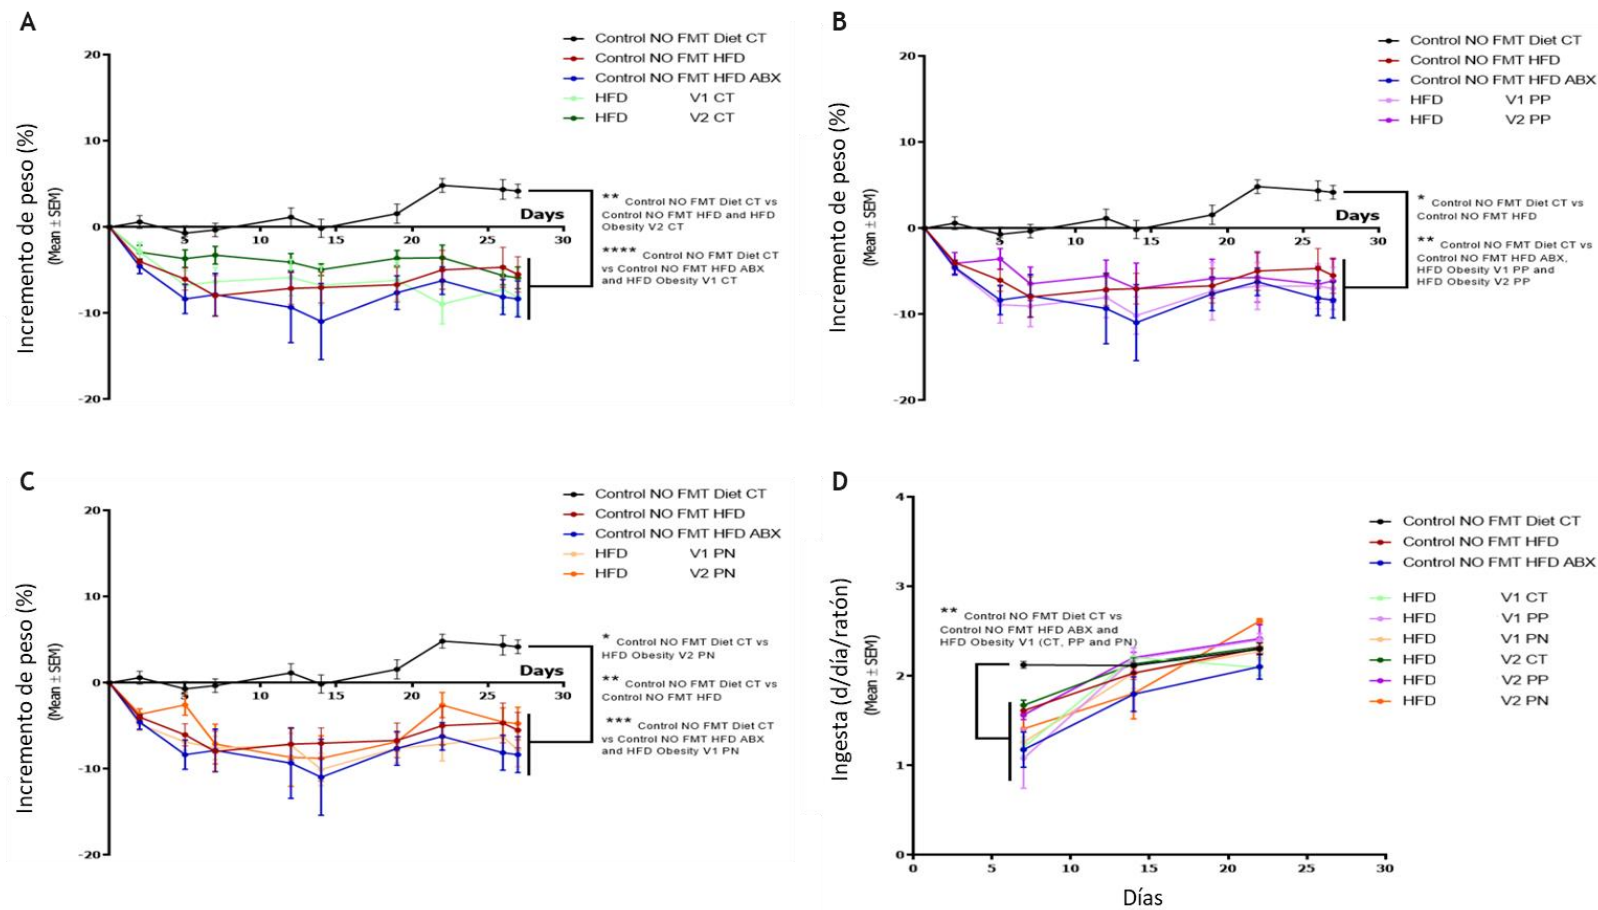 A
Control NO FMT Diet CT
Control NO FMT HFD
Control NO FMT HFD ABX
HFD V1 CT
HFD V2 CT
Incremento de peso (%)
(Mean ± SEM)
20
10
0
-10
-20
5
10
15
20
25
30
Days
** Control NO FMT Diet CT vs
Control NO FMT HFD and HFD
Obesity V2 CT
**** Control NO FMT Diet CT
vs Control NO FMT HFD ABX
and HFD Obesity V1 CT
B
Control NO FMT Diet CT
Control NO FMT HFD
Control NO FMT HFD ABX
HFD V1 PP
HFD V2 PP
Incremento de peso (%)
(Mean ± SEM)
20
10
0
-10
-20
5
10
15
20
25
30
Days
* Control NO FMT Diet CT vs
Control NO FMT HFD
** Control NO FMT Diet CT vs
Control NO FMT HFD ABX,
HFD Obesity V1 PP and
HFD Obesity V2 PP
C
Control NO FMT Diet CT
Control NO FMT HFD
Control NO FMT HFD ABX
HFD V1 PN
HFD V2 PN
Incremento de peso (%)
(Mean ± SEM)
20
10
0
-10
-20
5
10
15
20
25
30
Days
* Control NO FMT Diet CT vs
HFD Obesity V2 PN
** Control NO FMT Diet CT vs
Control NO FMT HFD
*** Control NO FMT Diet CT
vs Control NO FMT HFD ABX
and HFD Obesity V1 PN
D
Control NO FMT Diet CT
Control NO FMT HFD
Control NO FMT HFD ABX
HFD V1 CT
HFD V1 PP
HFD V1 PN
HFD V2 CT
HFD V2 PP
HFD V2 PN
Ingesta (d/día/ratón)
(Mean ± SEM)
4
3
2
1
0
** Control NO FMT Diet CT vs
Control NO FMT HFD ABX and
HFD Obesity V1 (CT, PP and PN)
0
5
10
15
20
25
30
Días